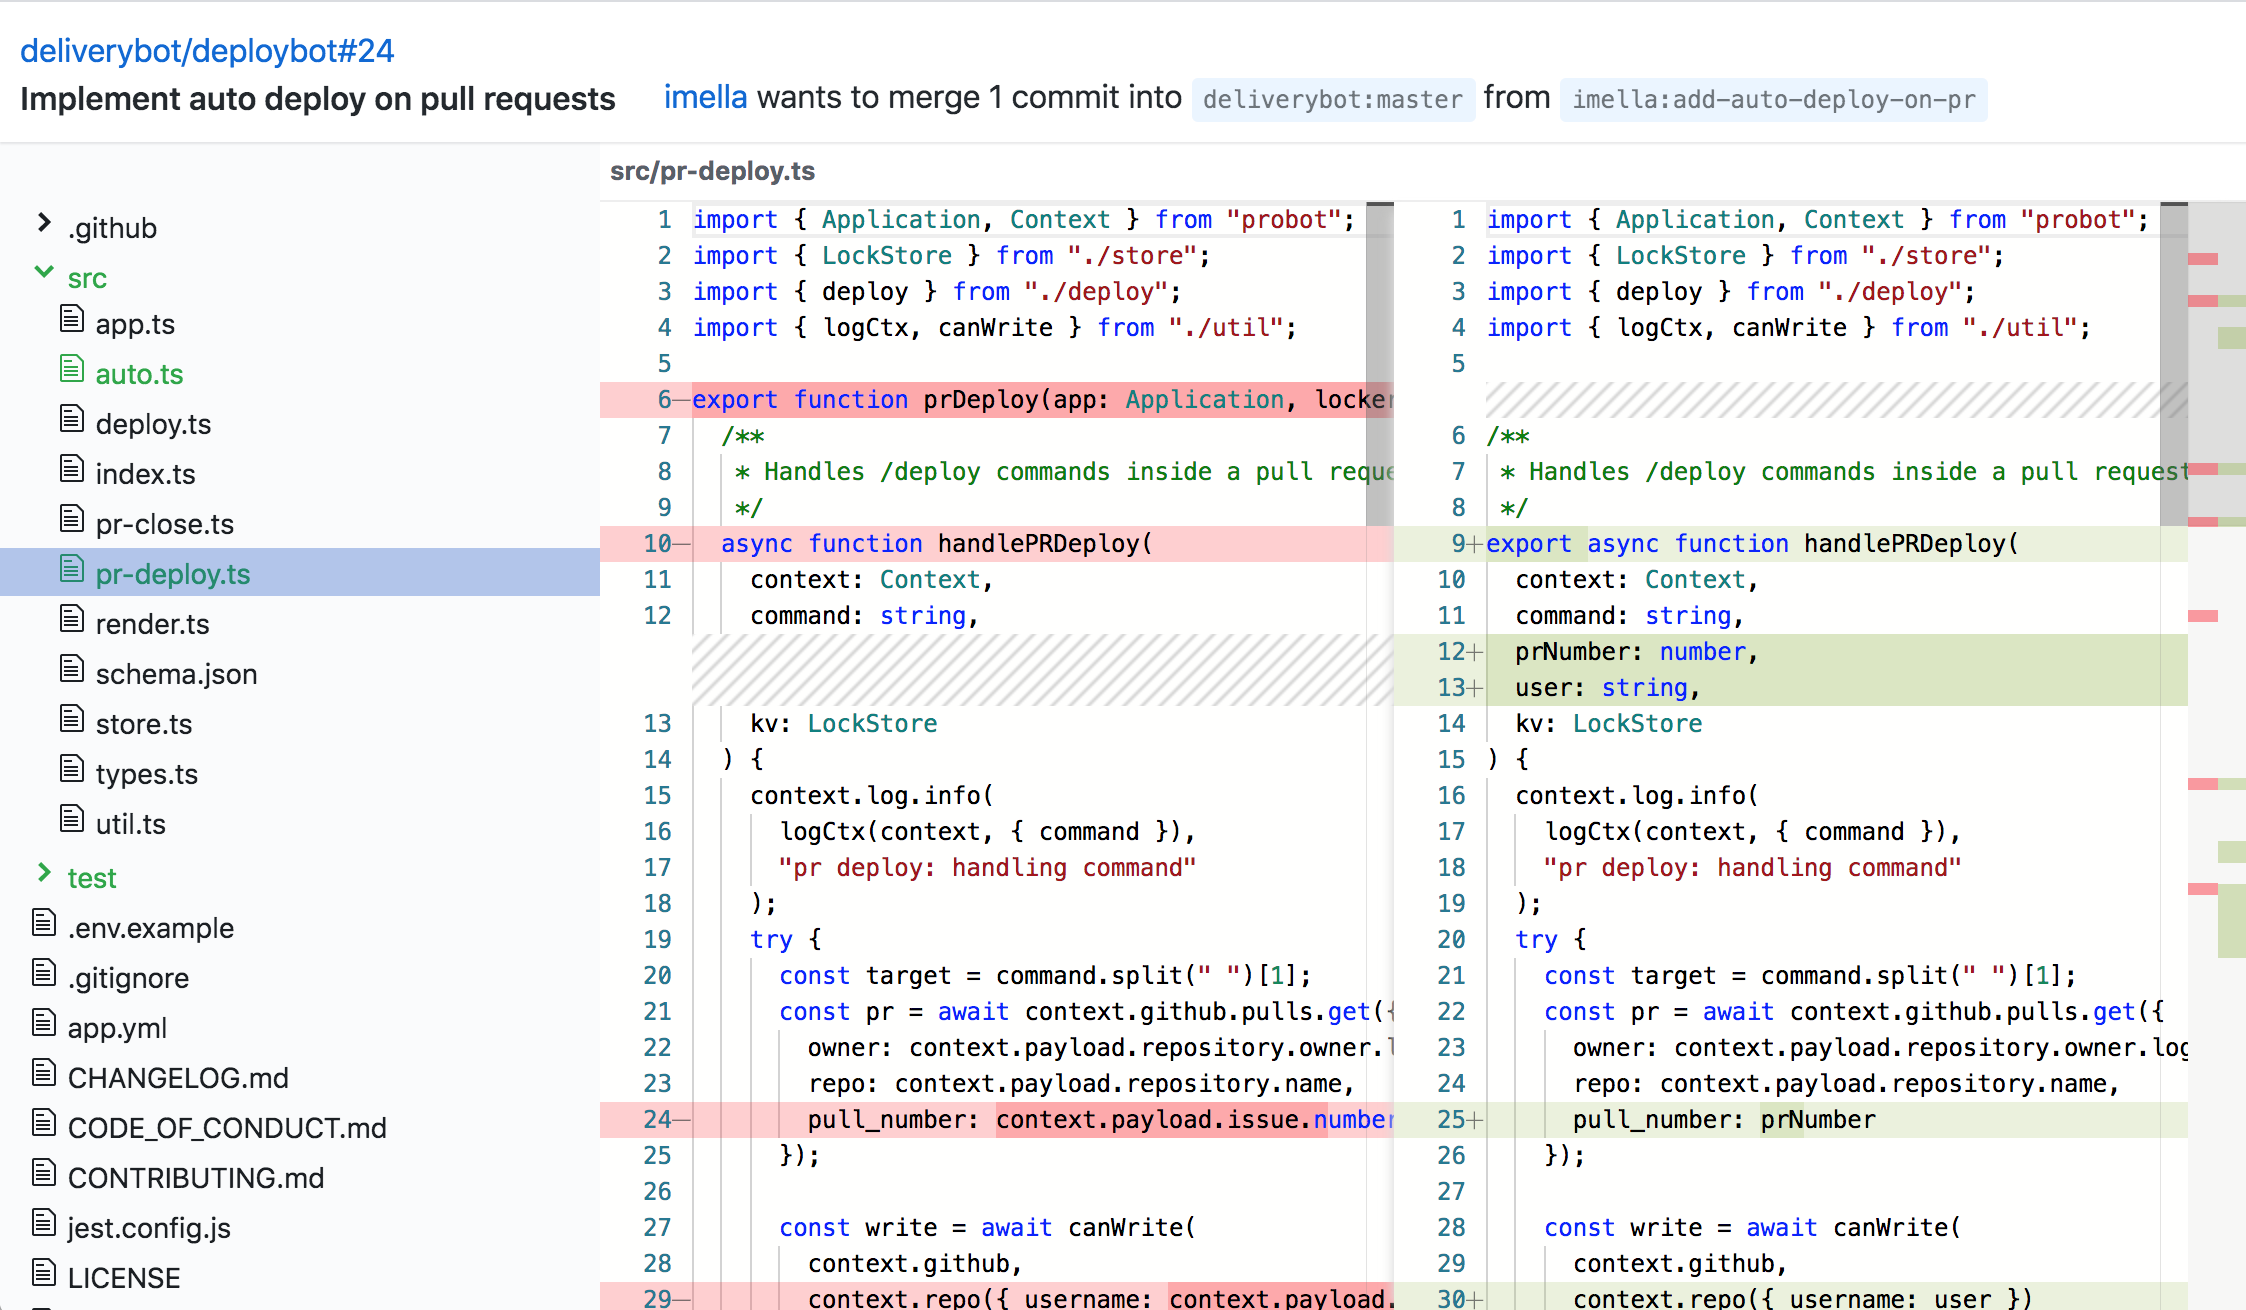 deliverybot/deploybot#24
Implement auto deploy on pull requests imella wants to merge 1 commit into deliverybot:master from imella:add-auto-deploy-on-pr
.github
src
app.ts
auto.ts
deploy.ts
index.ts
pr-close.ts
pr-deploy.ts
render.ts
schema.json
store.ts
types.ts
util.ts
test
.env.example
.gitignore
app.yml
CHANGELOG.md
CODE_OF_CONDUCT.md
CONTRIBUTING.md
jest.config.js
LICENSE
src/pr-deploy.ts
1 import { Application, Context } from "probot";
2 import { LockStore } from "./store";
3 import { deploy } from "./deploy";
4 import { logCtx, canWrite } from "./util";
5
6— export function prDeploy(app: Application, locker
7 /**
8 * Handles /deploy commands inside a pull reque
9 */
10— async function handlePRDeploy(
11 context: Context,
12 command: string,
13 kv: LockStore
14 ) {
15 context.log.info(
16 logCtx(context, { command }),
17 "pr deploy: handling command"
18 );
19 try {
20 const target = command.split(" ")[1];
21 const pr = await context.github.pulls.get({
22 owner: context.payload.repository.owner.l
23 repo: context.payload.repository.name,
24— pull_number: context.payload.issue.number
25 });
26
27 const write = await canWrite(
28 context.github,
29— context.repo({ username: context.payload.
1 import { Application, Context } from "probot";
2 import { LockStore } from "./store";
3 import { deploy } from "./deploy";
4 import { logCtx, canWrite } from "./util";
5
6 /**
7 * Handles /deploy commands inside a pull request
8 */
9+ export async function handlePRDeploy(
10 context: Context,
11 command: string,
12+ prNumber: number,
13+ user: string,
14 kv: LockStore
15 ) {
16 context.log.info(
17 logCtx(context, { command }),
18 "pr deploy: handling command"
19 );
20 try {
21 const target = command.split(" ")[1];
22 const pr = await context.github.pulls.get({
23 owner: context.payload.repository.owner.log
24 repo: context.payload.repository.name,
25+ pull_number: prNumber
26 });
27
28 const write = await canWrite(
29 context.github,
30+ context.repo({ username: user })